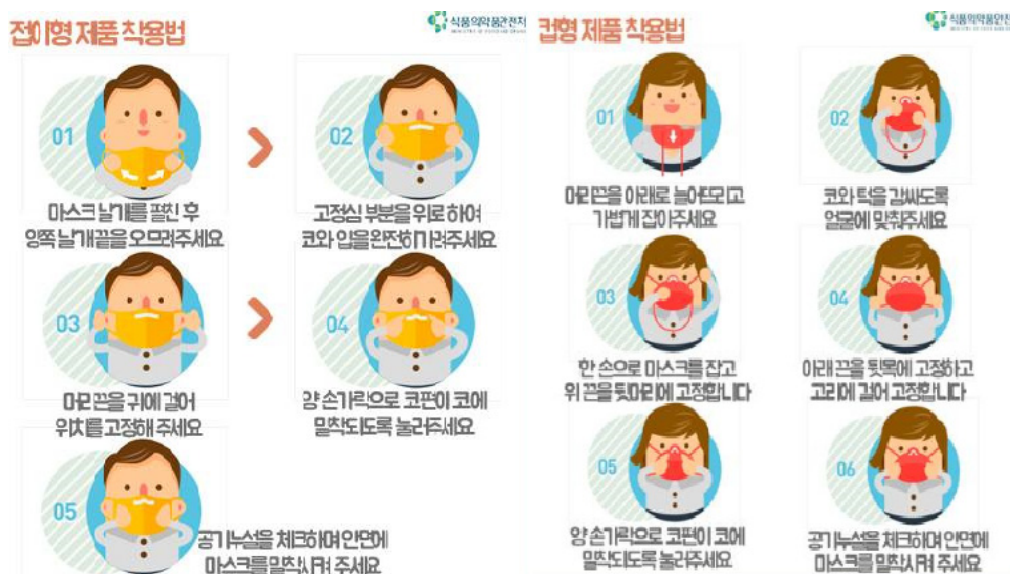 접이형 제품 착용법
식품의약품안전처
01
마스크 날개를 펼친 후
양쪽 날개 끝을 오므려주세요
02
고정심 부분을 위로 하여
코와 입을 완전히 가려주세요
03
머리 끈을 귀에 걸어
위치를 고정해 주세요
04
양 손가락으로 코편이 코에
밀착되도록 눌러주세요
05
공기누설을 체크하며 안면에
마스크를 밀착시켜 주세요
컵형 제품 착용법
식품의약품안전
01
머리 끈을 아래로 늘어뜨리고
가볍게 잡아주세요
02
코와 턱을 감싸도록
얼굴에 맞춰주세요
03
한 손으로 마스크를 잡고
위 끈을 뒷머리에 고정합니다
04
아래 끈을 뒷목에 고정하고
고리에 걸어 고정합니다
05
양 손가락으로 코편이 코에
밀착되도록 눌러주세요
06
공기누설을 체크하며 안면에
마스크를 밀착시켜 주세요